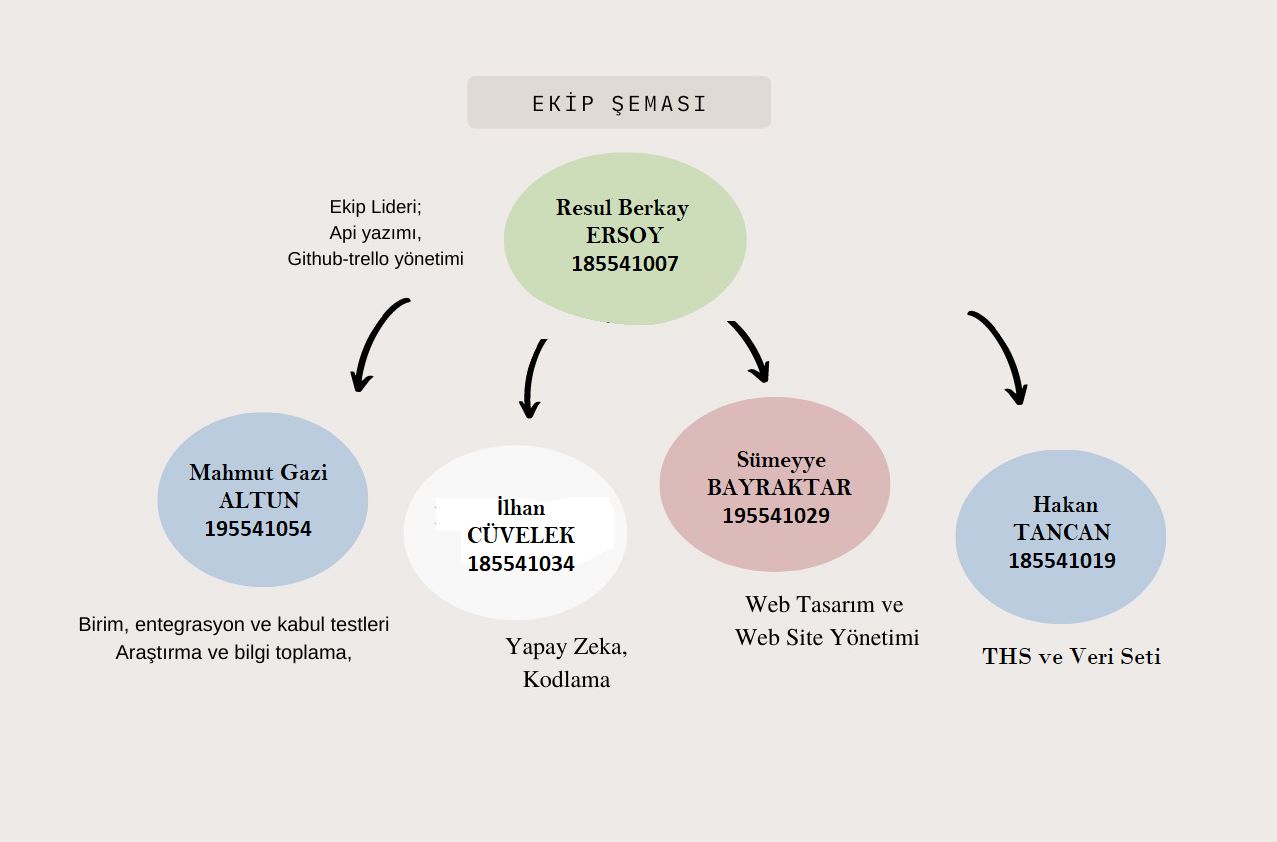 EKİP ŞEMASI
Ekip Lideri;
Api yazımı,
Github-trello yönetimi
Resul Berkay
ERSOY
185541007
Mahmut Gazi
ALTUN
195541054
Birim, entegrasyon ve kabul testleri
Araştırma ve bilgi toplama,
İlhan
CÜVELEK
185541034
Yapay Zeka,
Kodlama
Sümeyye
BAYRAKTAR
195541029
Web Tasarım ve
Web Site Yönetimi
Hakan
TANCAN
185541019
THS ve Veri Seti